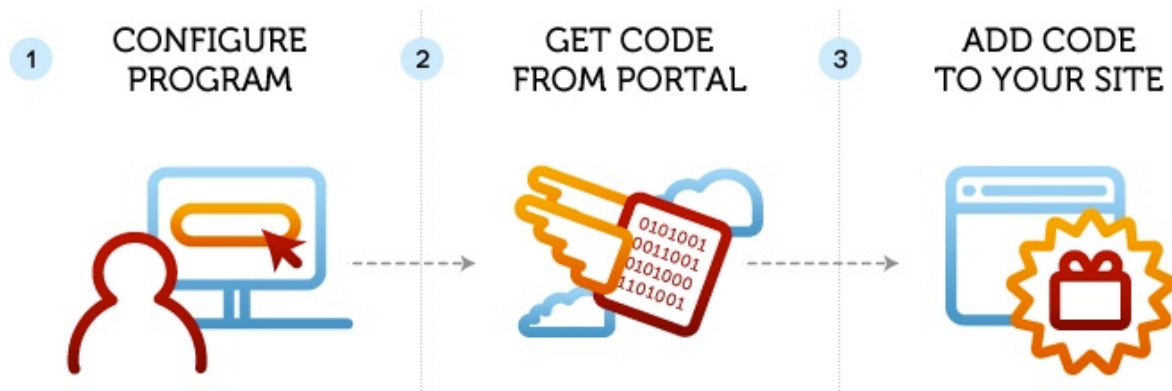 1
CONFIGURE
PROGRAM
2
GET CODE
FROM PORTAL
3
ADD CODE
TO YOUR SITE
0101001
0011001
0101000
1101001